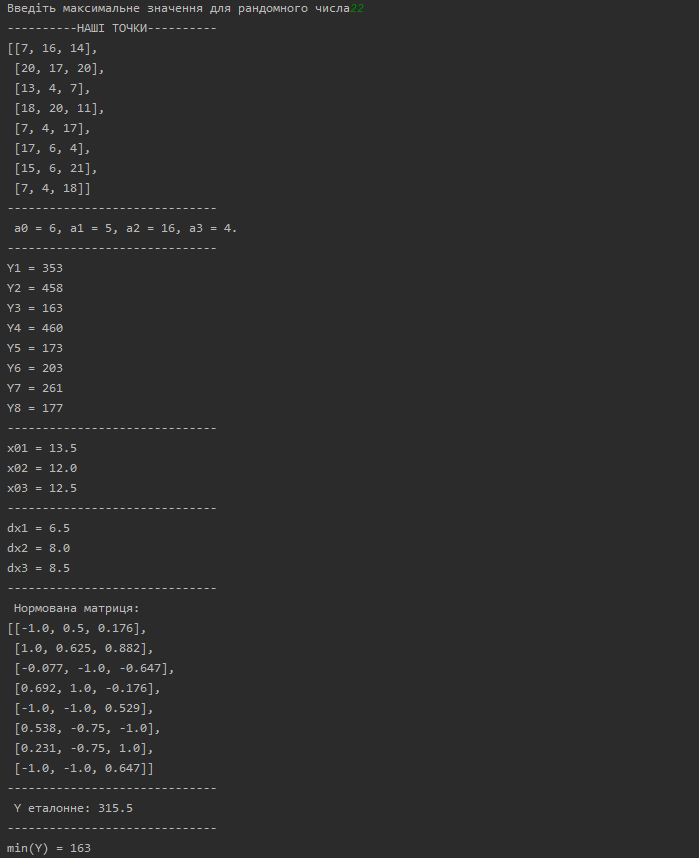 Введіть максимальне значення для рандомного числа22
----------НАШІ ТОЧКИ----------
[[7, 16, 14],
[20, 17, 20],
[13, 4, 7],
[18, 20, 11],
[7, 4, 17],
[17, 6, 4],
[15, 6, 21],
[7, 4, 18]]
------------------------------
a0 = 6, a1 = 5, a2 = 16, a3 = 4.
------------------------------
Y1 = 353
Y2 = 458
Y3 = 163
Y4 = 460
Y5 = 173
Y6 = 203
Y7 = 261
Y8 = 177
------------------------------
x01 = 13.5
x02 = 12.0
x03 = 12.5
------------------------------
dx1 = 6.5
dx2 = 8.0
dx3 = 8.5
------------------------------
Нормована матриця:
[[-1.0, 0.5, 0.176],
[1.0, 0.625, 0.882],
[-0.077, -1.0, -0.647],
[0.692, 1.0, -0.176],
[-1.0, -1.0, 0.529],
[0.538, -0.75, -1.0],
[0.231, -0.75, 1.0],
[-1.0, -1.0, 0.647]]
------------------------------
Y еталонне: 315.5
------------------------------
min(Y) = 163